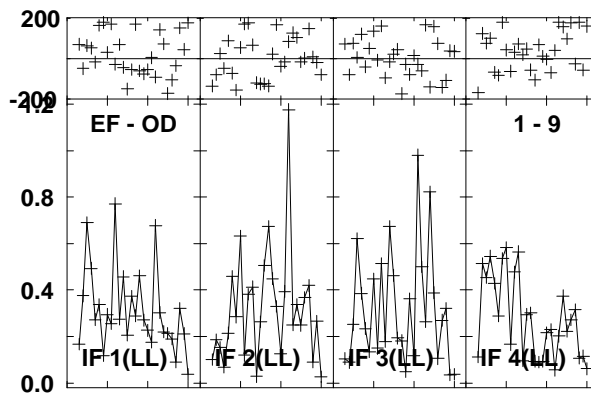 200
-200
1.2
EF - OD
1 - 9
0.8
0.4
IF 1(LL)
IF 2(LL)
IF 3(LL)
IF 4(LL)
0.0